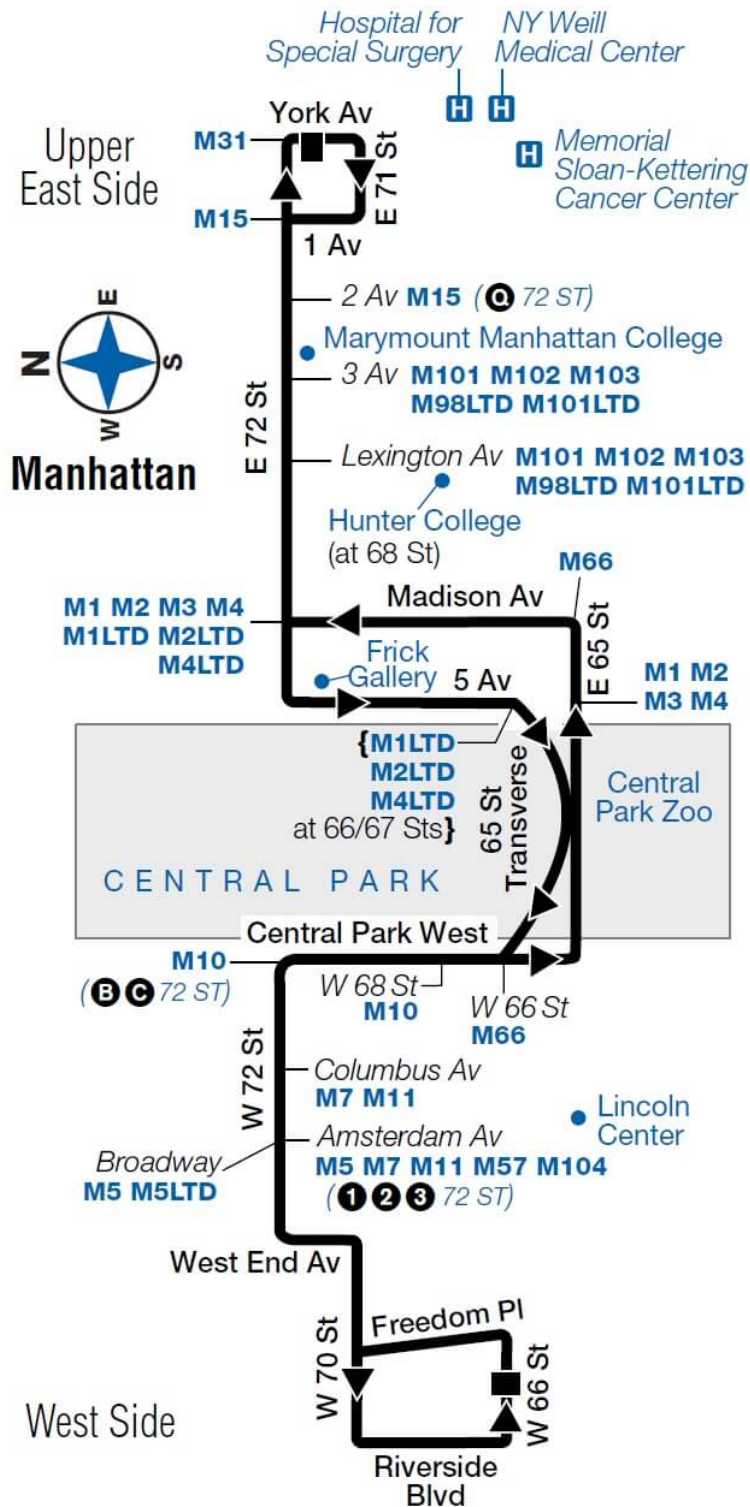 Hospital for
Special Surgery
NY Weill
Medical Center
H
H
York Av
Upper
East Side
M31
E 71 St
H
Memorial
Sloan-Kettering
Cancer Center
M15
1 Av
2 Av M15 (Q 72 ST)
Marymount Manhattan College
E
N
S
W
Manhattan
E 72 St
3 Av M101 M102 M103
M98LTD M101LTD
Lexington Av M101 M102 M103
M98LTD M101LTD
Hunter College
(at 68 St)
M66
M1 M2 M3 M4
M1LTD M2LTD
M4LTD
Madison Av
E 65 St
Frick
Gallery
5 Av
M1 M2
M3 M4
{M1LTD
M2LTD
M4LTD
at 66/67 Sts}
65 St
Transverse
Central
Park Zoo
CENTRAL PARK
Central Park West
M10
(B C 72 ST)
W 68 St
M10
W 66 St
M66
W 72 St
Columbus Av
M7 M11
Lincoln
Center
Broadway
M5 M5LTD
Amsterdam Av
M5 M7 M11 M57 M104
(1 2 3 72 ST)
West End Av
Freedom Pl
W 70 St
W 66 St
West Side
Riverside
Blvd